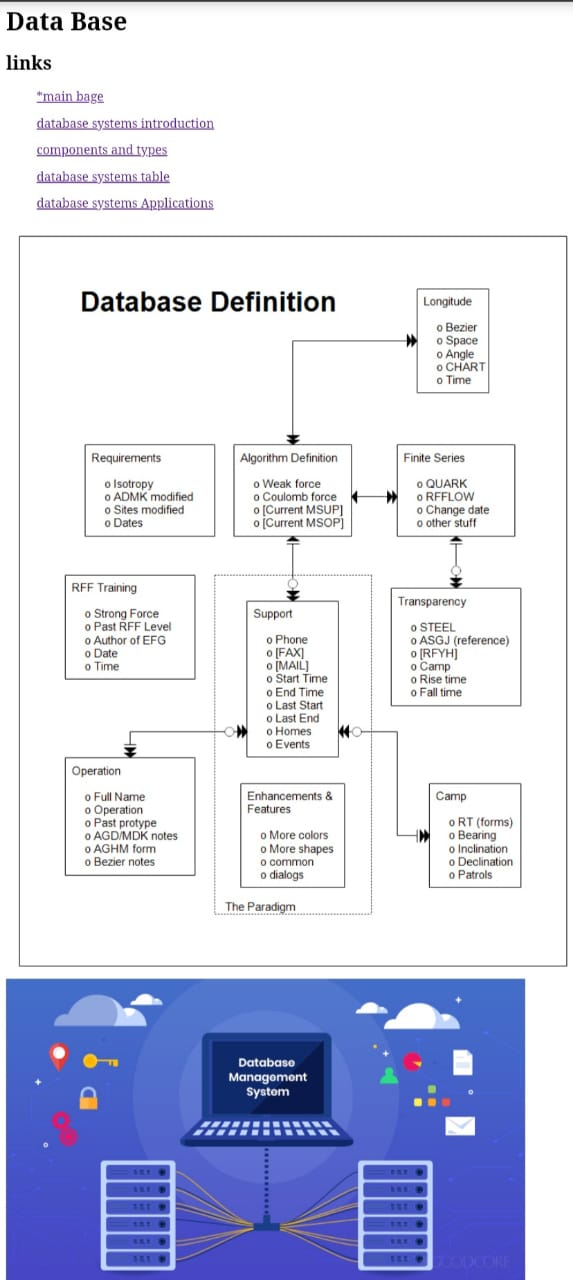 Data Base
links
*main bage
database systems introduction
components and types
database systems table
database systems Applications
Database Definition
Longitude
o Bezier
o Space
o Angle
o CHART
o Time
Requirements
o Isotropy
o ADMK modified
o Sites modified
o Dates
Algorithm Definition
o Weak force
o Coulomb force
o [Current MSUP]
o [Current MSOP]
Finite Series
o QUARK
o RFFLOW
o Change date
o other stuff
RFF Training
o Strong Force
o Past RFF Level
o Author of EFG
o Date
o Time
Support
o Phone
o [FAX]
o [MAIL]
o Start Time
o End Time
o Last Start
o Last End
o Homes
o Events
Transparency
o STEEL
o ASGJ (reference)
o [RFYH]
o Camp
o Rise time
o Fall time
Operation
o Full Name
o Operation
o Past protype
o AGD/MDK notes
o AGHM form
o Bezier notes
Enhancements &
Features
o More colors
o More shapes
o common
o dialogs
Camp
o RT (forms)
o Bearing
o Inclination
o Declination
o Patrols
The Paradigm
Database
Management
System
GOODCORE